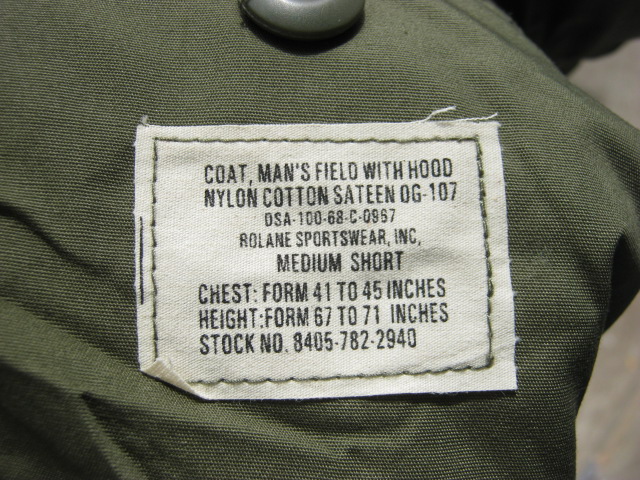 COAT, MAN'S FIELD WITH HOOD
NYLON COTTON SATEEN OG-107
DSA-100-68-C-0967
ROLANE SPORTSWEAR, INC,
MEDIUM SHORT
CHEST: FORM 41 TO 45 INCHES
HEIGHT:FORM 67 TO 71 INCHES
STOCK NO. 8405-782-2940